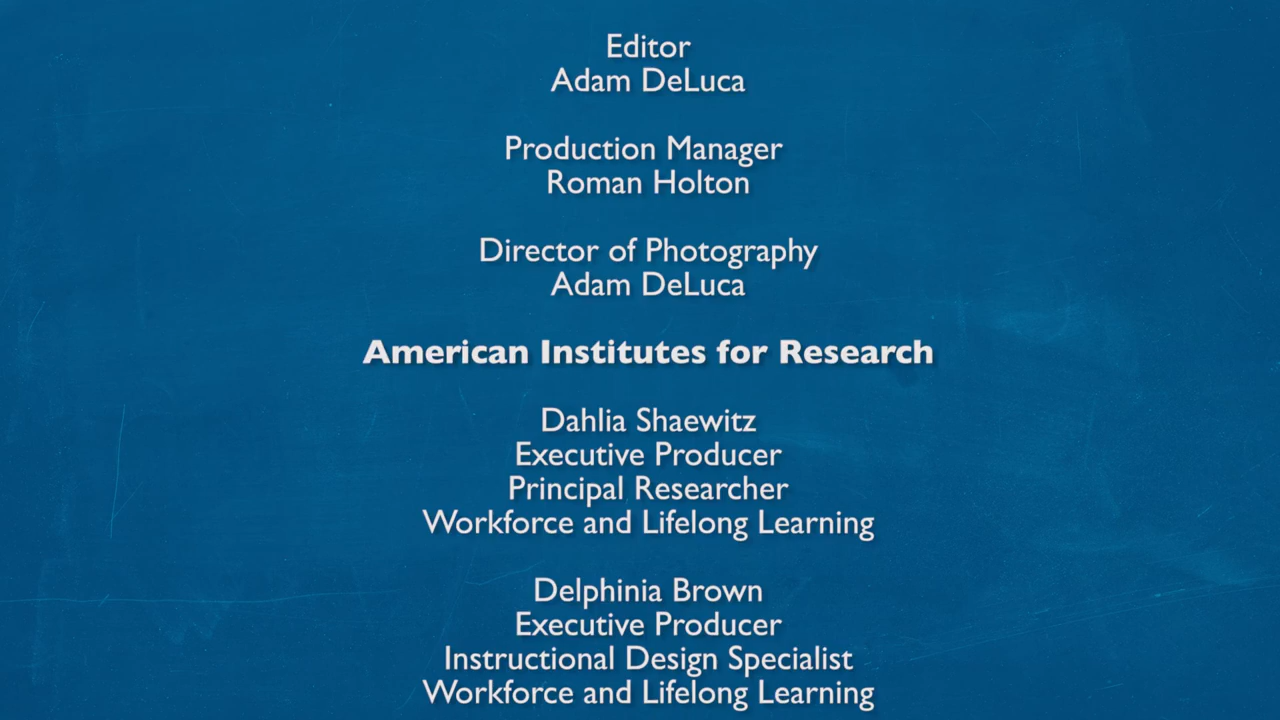 Editor
Adam DeLuca
Production Manager
Roman Holton
Director of Photography
Adam DeLuca
American Institutes for Research
Dahlia Shaewitz
Executive Producer
Principal Researcher
Workforce and Lifelong Learning
Delphinia Brown
Executive Producer
Instructional Design Specialist
Workforce and Lifelong Learning